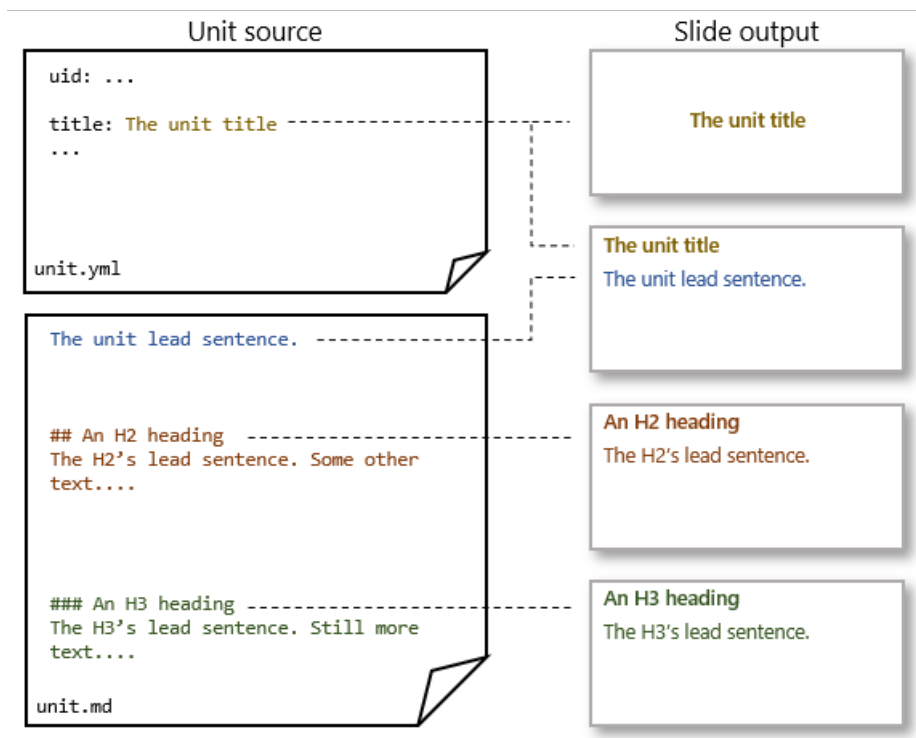 Unit source
uid: ...
title: The unit title
...
unit.yml
The unit lead sentence.
## An H2 heading
The H2’s lead sentence. Some other
text....
### An H3 heading
The H3’s lead sentence. Still more
text....
unit.md
Slide output
The unit title
The unit title
The unit lead sentence.
An H2 heading
The H2’s lead sentence.
An H3 heading
The H3’s lead sentence.